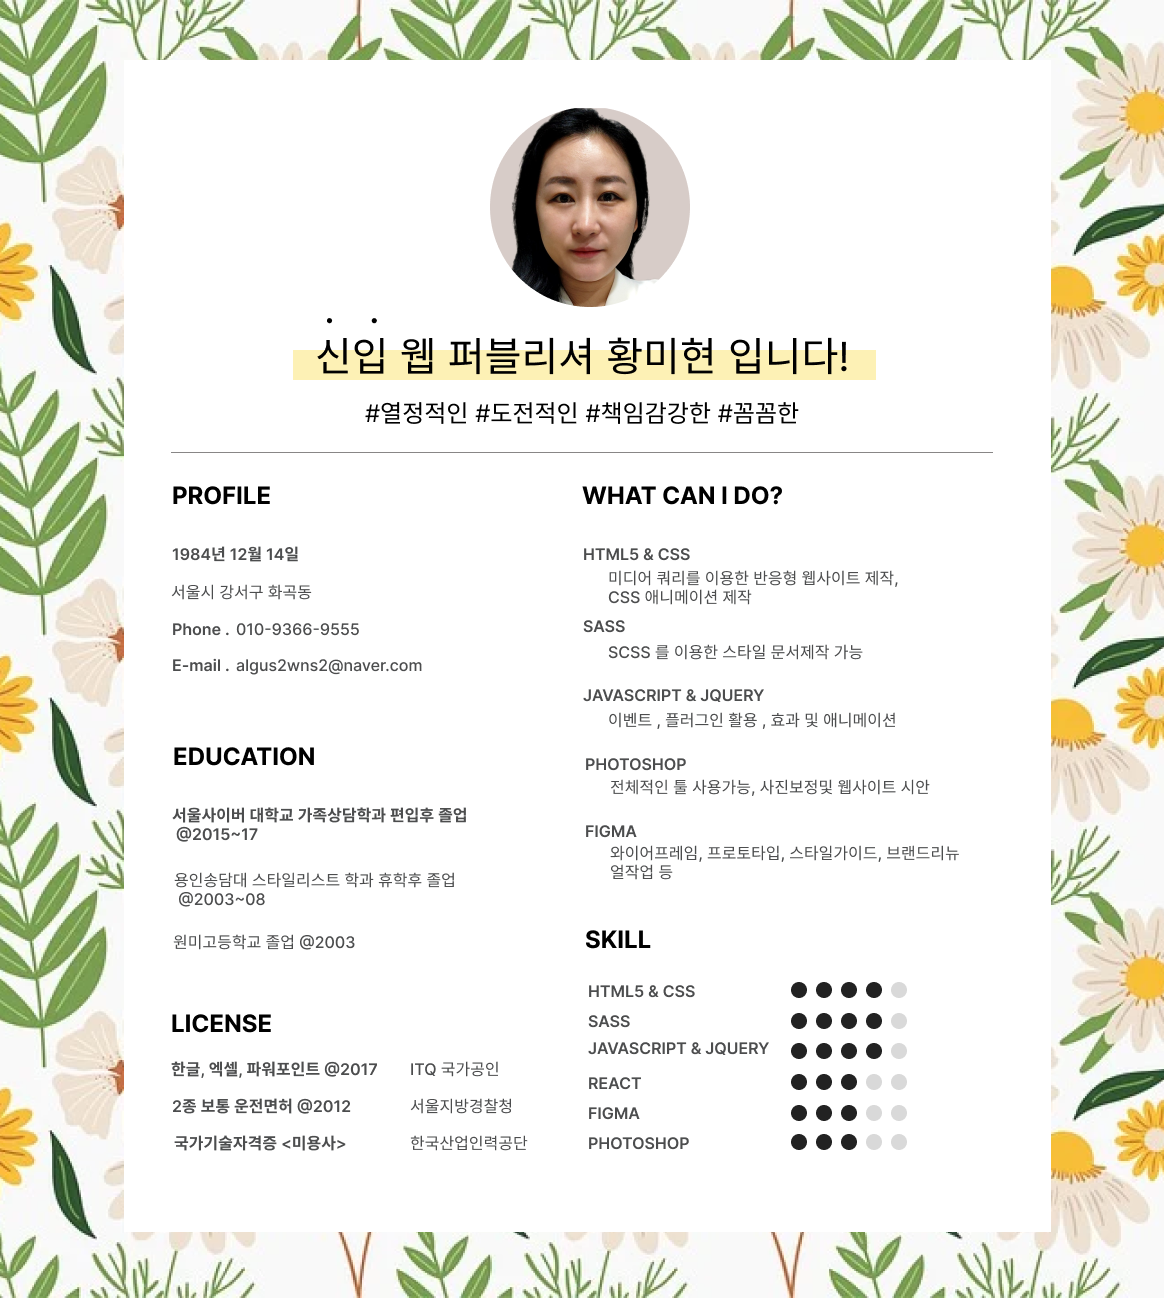 신입 웹 퍼블리셔 황미현 입니다!
#열정적인 #도전적인 #책임감강한 #꼼꼼한
PROFILE
1984년 12월 14일
서울시 강서구 화곡동
Phone . 010-9366-9555
E-mail . algus2wns2@naver.com
EDUCATION
서울사이버 대학교 가족상담학과 편입후 졸업
@2015~17
용인송담대 스타일리스트 학과 휴학후 졸업
@2003~08
원미고등학교 졸업 @2003
LICENSE
한글, 엑셀, 파워포인트 @2017 ITQ 국가공인
2종 보통 운전면허 @2012 서울지방경찰청
국가기술자격증 <미용사> 한국산업인력공단
WHAT CAN I DO?
HTML5 & CSS
미디어 쿼리를 이용한 반응형 웹사이트 제작,
CSS 애니메이션 제작
SASS
SCSS 를 이용한 스타일 문서제작 가능
JAVASCRIPT & JQUERY
이벤트 , 플러그인 활용 , 효과 및 애니메이션
PHOTOSHOP
전체적인 툴 사용가능, 사진보정및 웹사이트 시안
FIGMA
와이어프레임, 프로토타입, 스타일가이드, 브랜드리뉴
얼작업 등
SKILL
HTML5 & CSS
SASS
JAVASCRIPT & JQUERY
REACT
FIGMA
PHOTOSHOP